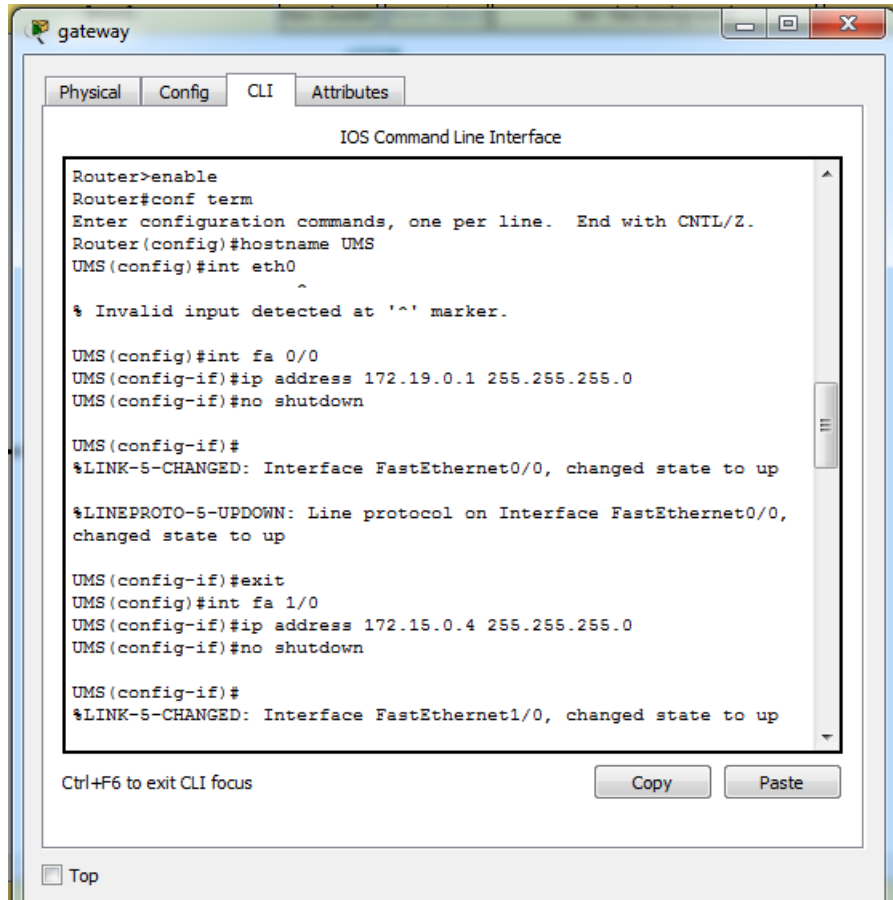 gateway
Physical Config CLI Attributes
IOS Command Line Interface
Router>enable
Router#conf term
Enter configuration commands, one per line.  End with CNTL/Z.
Router(config)#hostname UMS
UMS(config)#int eth0
^
% Invalid input detected at '^' marker.
UMS(config)#int fa 0/0
UMS(config-if)#ip address 172.19.0.1 255.255.255.0
UMS(config-if)#no shutdown
UMS(config-if)#
%LINK-5-CHANGED: Interface FastEthernet0/0, changed state to up
%LINEPROTO-5-UPDOWN: Line protocol on Interface FastEthernet0/0,
changed state to up
UMS(config-if)#exit
UMS(config)#int fa 1/0
UMS(config-if)#ip address 172.15.0.4 255.255.255.0
UMS(config-if)#no shutdown
UMS(config-if)#
%LINK-5-CHANGED: Interface FastEthernet1/0, changed state to up
Ctrl+F6 to exit CLI focus
Copy Paste
Top